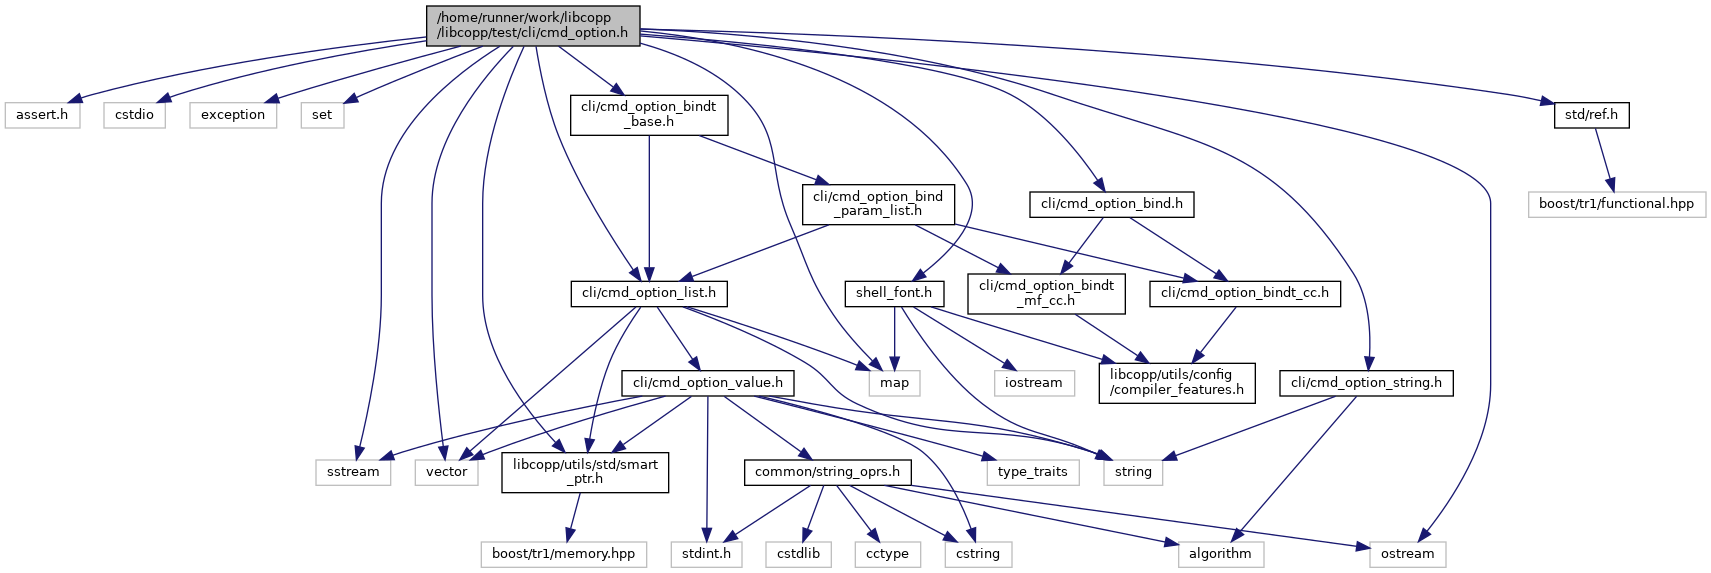 /home/runner/work/libcopp
/libcopp/test/cli/cmd_option.h
assert.h
cstdio
exception
set
cli/cmd_option_bindt
_base.h
std/ref.h
cli/cmd_option_bind
_param_list.h
cli/cmd_option_bind.h
boost/tr1/functional.hpp
cli/cmd_option_list.h
shell_font.h
cli/cmd_option_bindt
_mf_cc.h
cli/cmd_option_bindt_cc.h
cli/cmd_option_value.h
map
iostream
libcopp/utils/config
/compiler_features.h
cli/cmd_option_string.h
sstream
vector
libcopp/utils/std/smart
_ptr.h
common/string_oprs.h
type_traits
string
boost/tr1/memory.hpp
stdint.h
cstdlib
cctype
cstring
algorithm
ostream